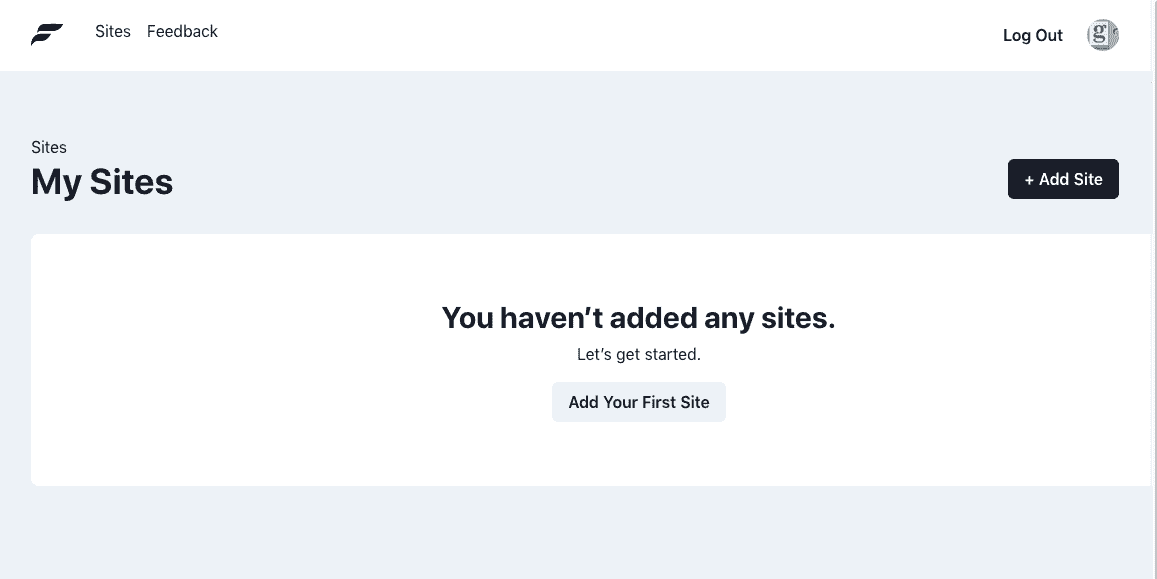 Sites Feedback Log Out
g
Sites
My Sites
+ Add Site
You haven’t added any sites.
Let’s get started.
Add Your First Site